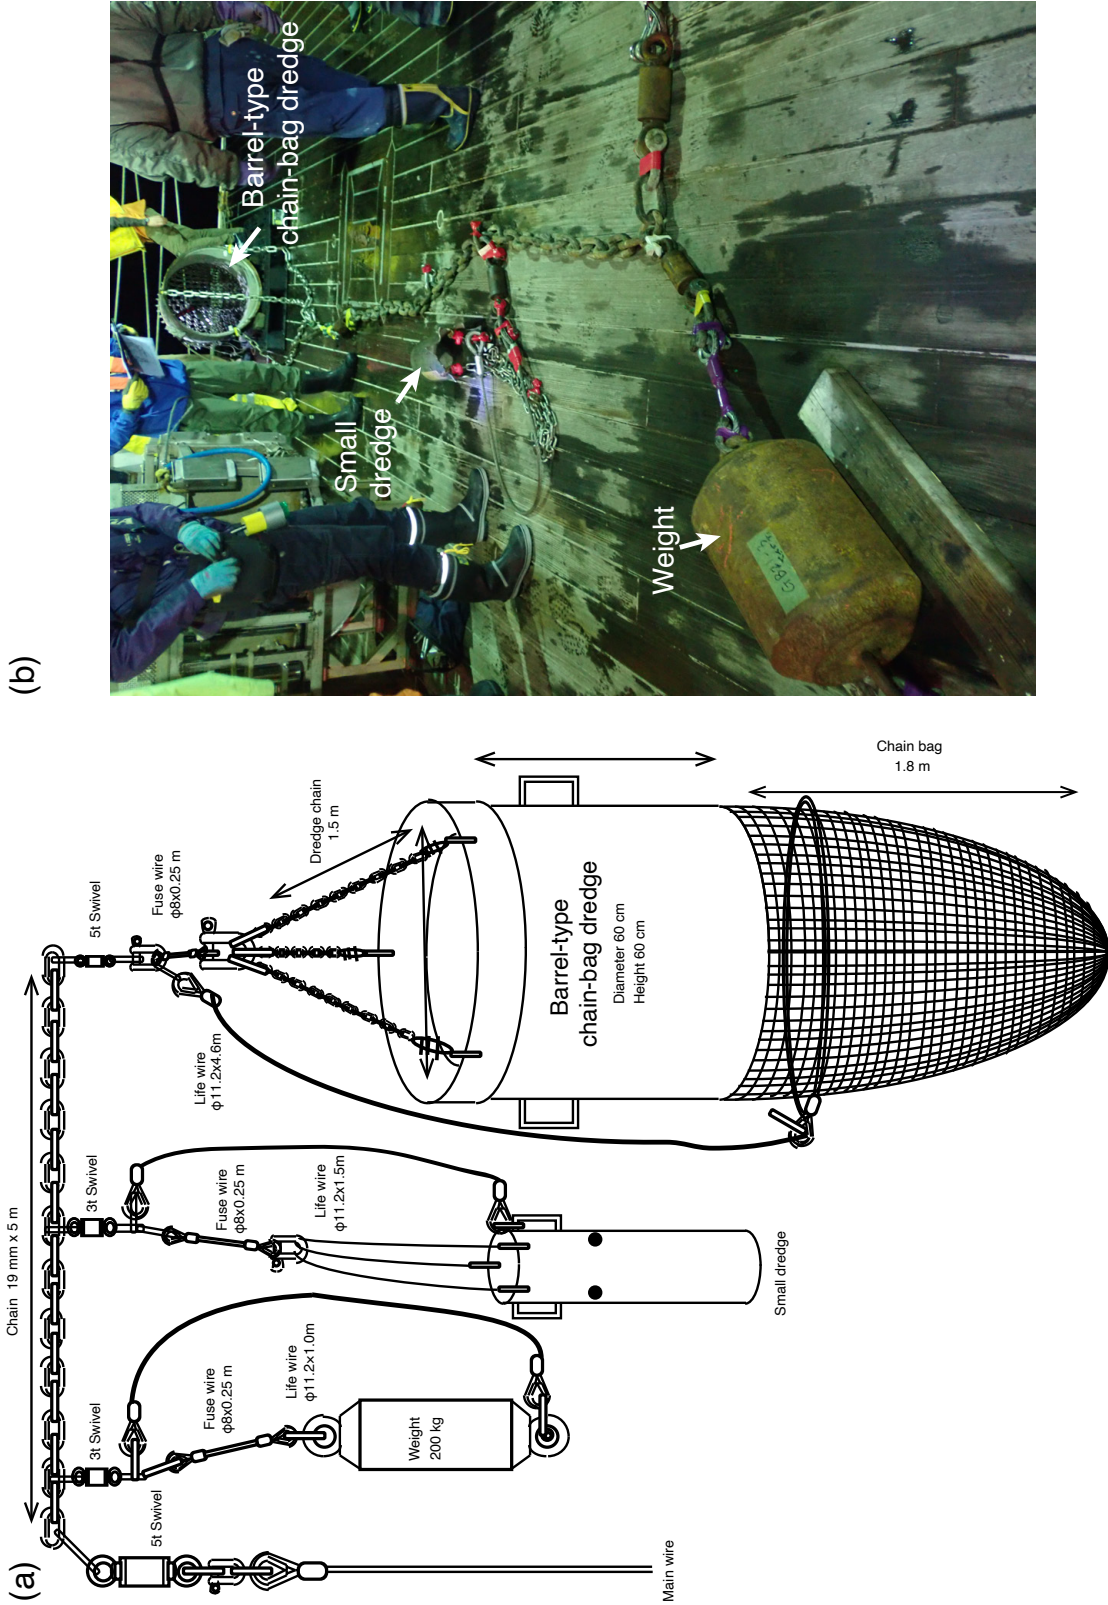 (a)
Chain 19 mm x 5 m
5t Swivel
Main wire
3t Swivel
Fuse wire
φ8x0.25 m
Life wire
φ11.2x1.0m
Weight
200 kg
3t Swivel
Fuse wire
φ8x0.25 m
Life wire
φ11.2x1.5m
Small dredge
5t Swivel
Fuse wire
φ8x0.25 m
Life wire
φ11.2x4.6m
Dredge chain
1.5 m
Barrel-type
chain-bag dredge
Diameter 60 cm
Height 60 cm
Chain bag
1.8 m
(b)
Barrel-type
chain-bag dredge
Small
dredge
Weight